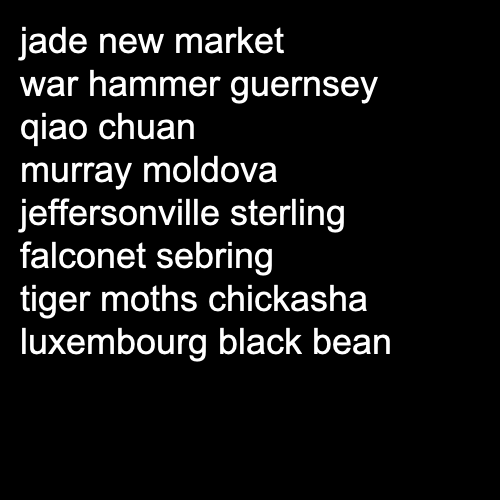 jade new market
war hammer guernsey
qiao chuan
murray moldova
jeffersonville sterling
falconet sebring
tiger moths chickasha
luxembourg black bean